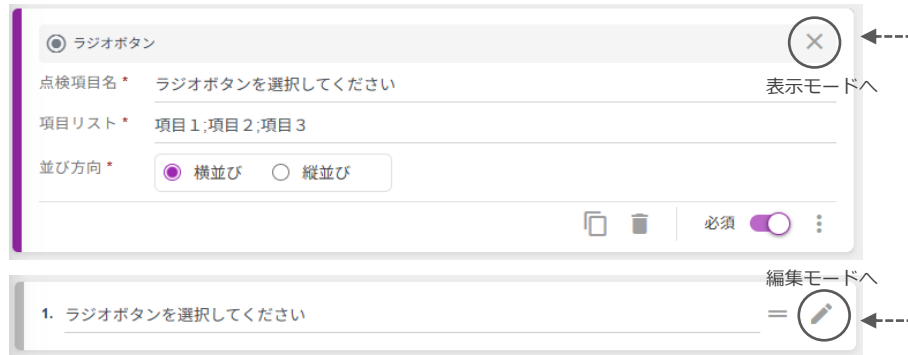 ラジオボタン
表示モードへ
点検項目名 * ラジオボタンを選択してください
項目リスト * 項目１;項目２;項目３
並び方向 * 横並び 縦並び
必須
編集モードへ
1. ラジオボタンを選択してください